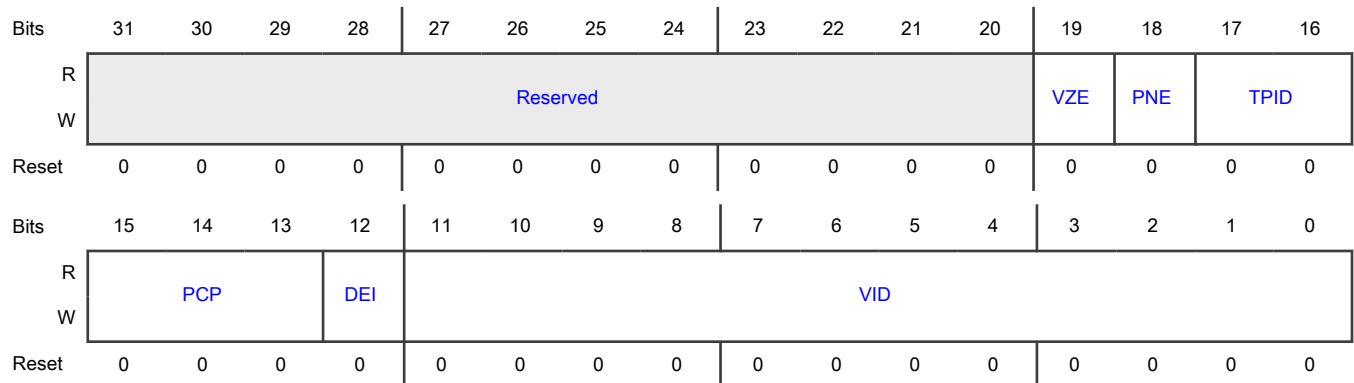 Bits 31 30 29 28 27 26 25 24 23 22 21 20 19 18 17 16
R
Reserved VZE PNE TPID
W
Reset 0 0 0 0 0 0 0 0 0 0 0 0 0 0 0 0
Bits 15 14 13 12 11 10 9 8 7 6 5 4 3 2 1 0
R
PCP DEI VID
W
Reset 0 0 0 0 0 0 0 0 0 0 0 0 0 0 0 0